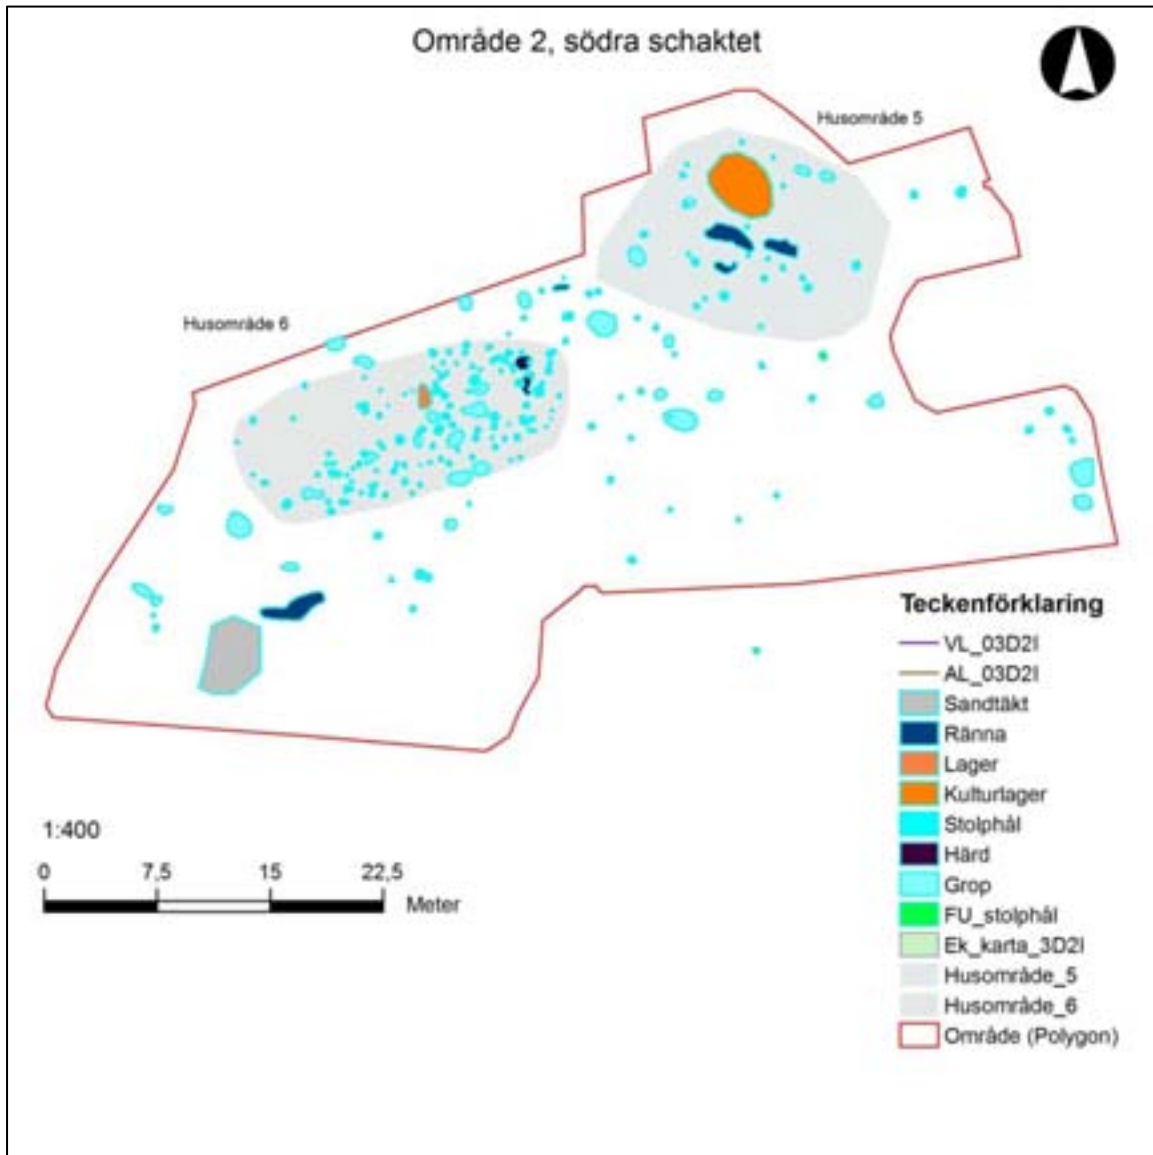 Område 2, södra schaktet
Husområde 5
Husområde 6
Teckenförklaring
VL_03D2I
AL_03D2I
Sandtäkt
Ränna
Lager
Kulturlager
Stolphål
Härd
Grop
FU_stolphål
Ek_karta_3D2I
Husområde_5
Husområde_6
Område (Polygon)
1:400
0 7,5 15 22,5
Meter